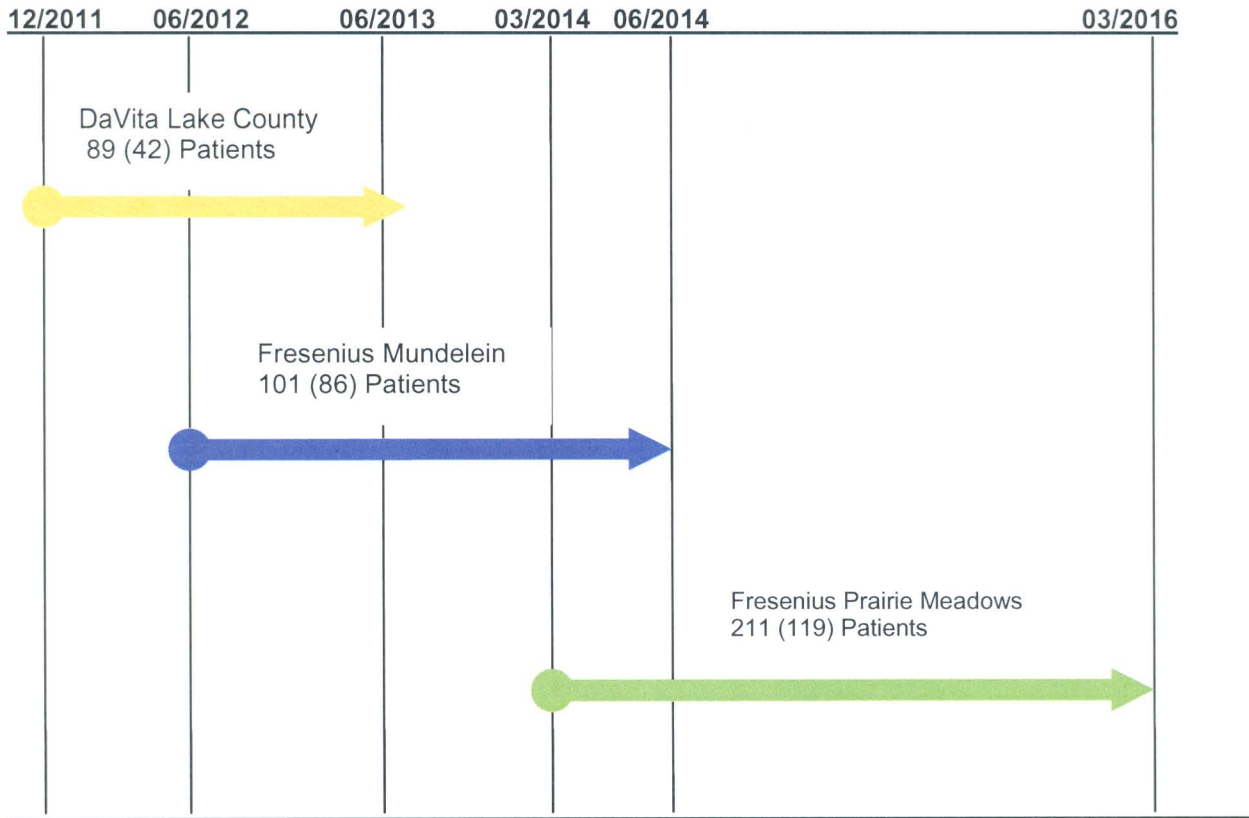 12/2011 06/2012 06/2013 03/2014 06/2014 03/2016
DaVita Lake County
89 (42) Patients
Fresenius Mundelein
101 (86) Patients
Fresenius Prairie Meadows
211 (119) Patients